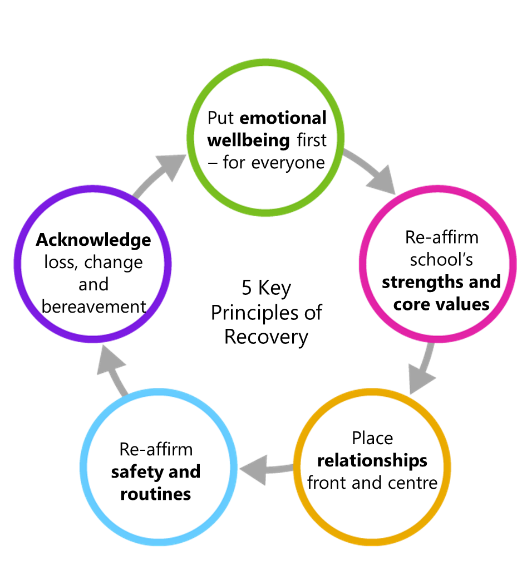 Put emotional
wellbeing first
– for everyone
Re-affirm
school's
strengths and
core values
Place
relationships
front and centre
Re-affirm
safety and
routines
Acknowledge
loss, change
and
bereavement
5 Key
Principles of
Recovery